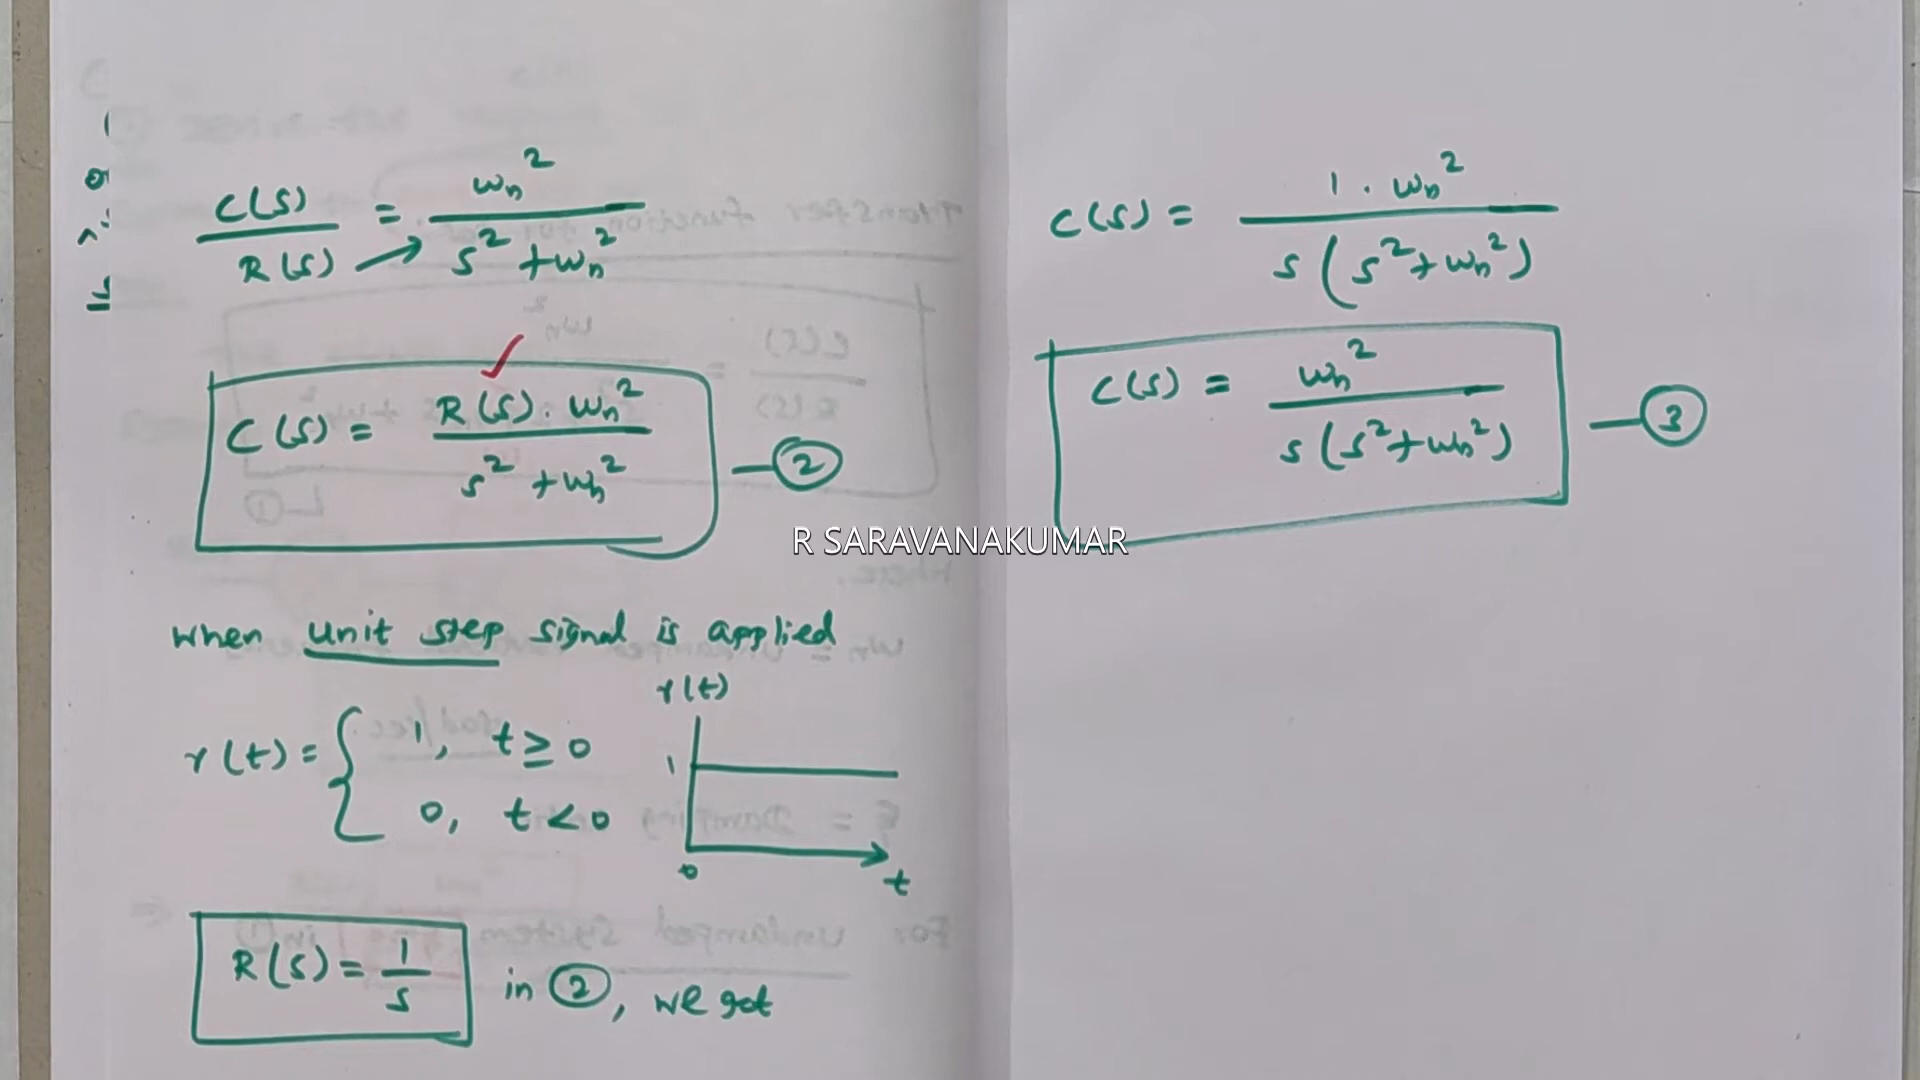 C(S) / R(S) = ωn² / s² + ωn²
C(S) = R(S) . ωn² / s² + ωn² — ②
when unit step signal is applied
r(t) = { 1, t ≥ 0
0, t < 0
r(t)
1
0
t
R(S) = 1/s in ②, we get
C(S) = 1 . ωn² / s (s² + ωn²)
C(S) = ωn² / s (s² + ωn²) — ③
R SARAVANAKUMAR